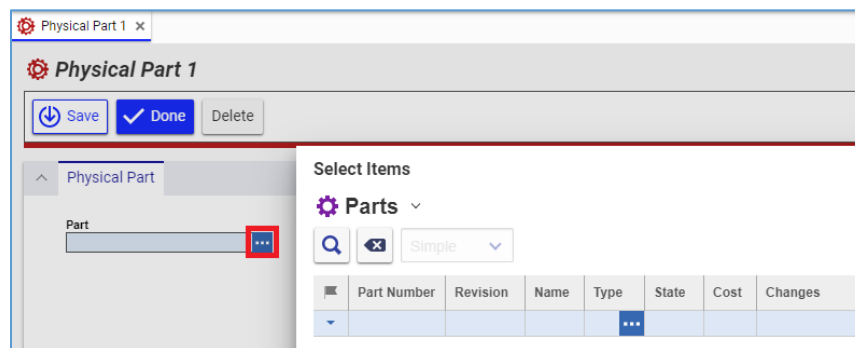 Physical Part 1 ×
Physical Part 1
Save Done Delete
Physical Part
Part
Select Items
Parts
Simple
Part Number Revision Name Type State Cost Changes